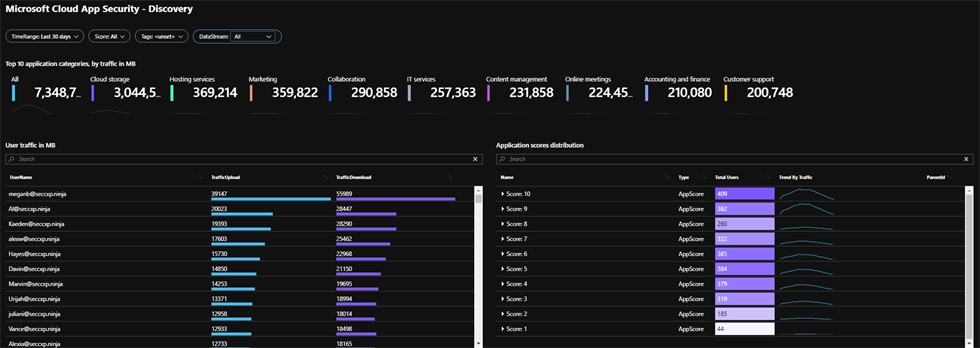 Microsoft Cloud App Security - Discovery
TimeRange: Last 30 days Score: All Tags: <unset> DataStream: All
Top 10 application categories, by traffic in MB
All Cloud storage Hosting services Marketing Collaboration IT services Content management Online meetings Accounting and finance Customer support
7,348,7... 3,044,5... 369,214 359,822 290,858 257,363 231,858 224,45... 210,080 200,748
User traffic in MB Application scores distribution
Search Search
UserName TrafficUpload TrafficDownload Name Type Total Users Trend By Traffic ParentId
meganb@seccxp.ninja 39147 55989 Score: 10 AppScore 409
Al@seccxp.ninja 20023 28447 Score: 9 AppScore 362
Kaeden@seccxp.ninja 19393 28290 Score: 8 AppScore 260
alexw@seccxp.ninja 17603 25462 Score: 7 AppScore 322
Hayes@seccxp.ninja 15730 22968 Score: 6 AppScore 385
Davin@seccxp.ninja 14850 21150 Score: 5 AppScore 384
Marvin@seccxp.ninja 14253 19695 Score: 4 AppScore 379
Urijah@seccxp.ninja 13371 18994 Score: 3 AppScore 319
juliani@seccxp.ninja 12958 18014 Score: 2 AppScore 185
Vance@seccxp.ninja 12933 18498 Score: 1 AppScore 44
Alexia@seccxp.ninja 12733 18165